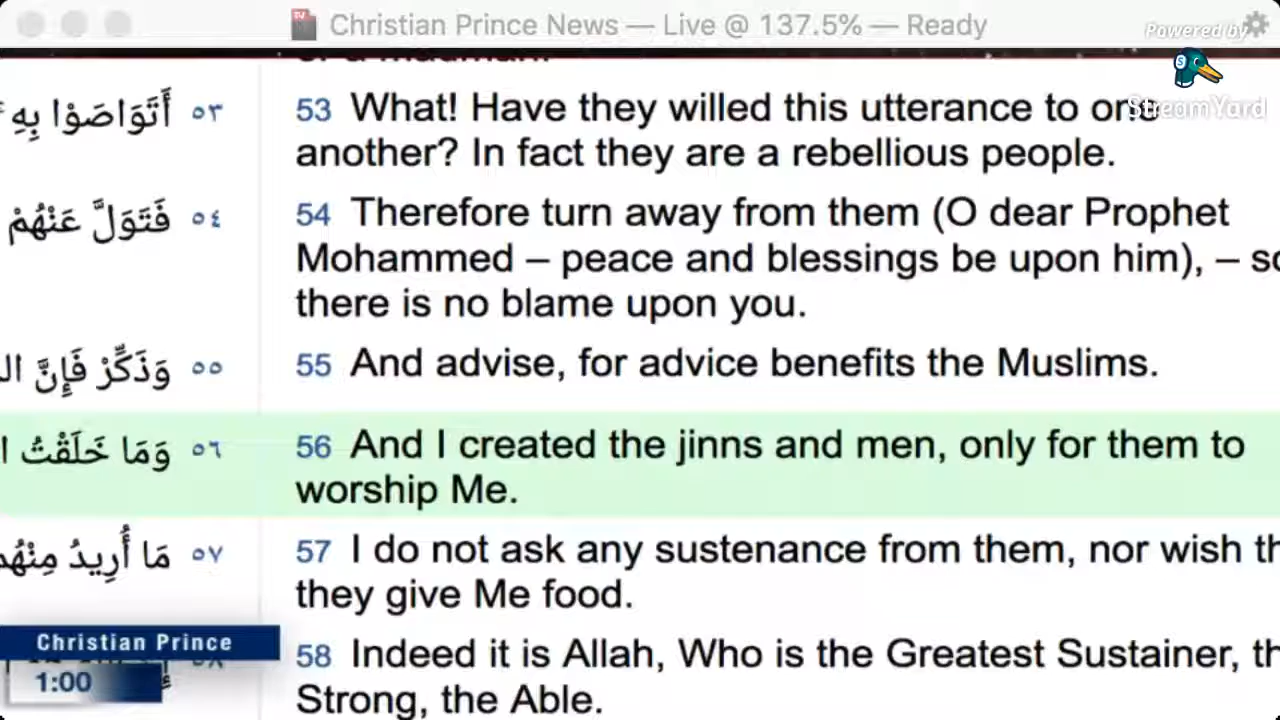 Christian Prince News — Live @ 137.5% — Ready
Powered by
StreamYard
٥٣ أَتَوَاصَوْا بِهِ
53 What! Have they willed this utterance to one
another? In fact they are a rebellious people.
٥٤ فَتَوَلَّ عَنْهُمْ
54 Therefore turn away from them (O dear Prophet
Mohammed – peace and blessings be upon him), – so
there is no blame upon you.
٥٥ وَذَكِّرْ فَإِنَّ
55 And advise, for advice benefits the Muslims.
٥٦ وَمَا خَلَقْتُ
56 And I created the jinns and men, only for them to
worship Me.
٥٧ مَا أُرِيدُ مِنْهُم
57 I do not ask any sustenance from them, nor wish th
they give Me food.
58 Indeed it is Allah, Who is the Greatest Sustainer, th
Strong, the Able.
Christian Prince
1:00